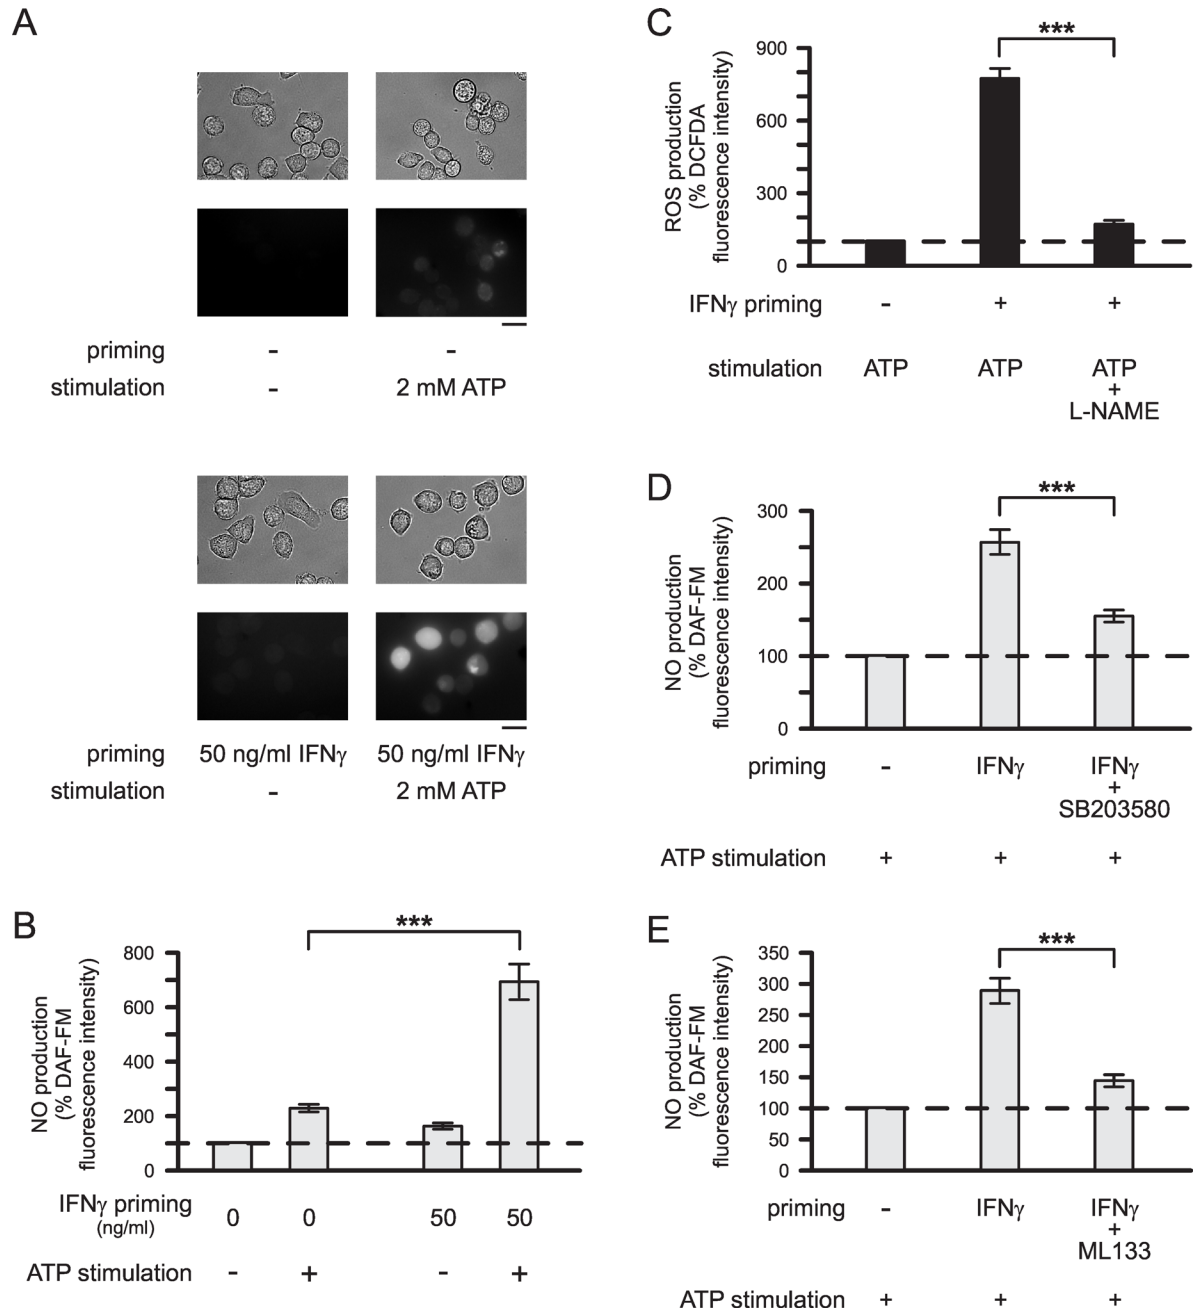 A
priming - -
stimulation - 2 mM ATP
priming 50 ng/ml IFNγ 50 ng/ml IFNγ
stimulation - 2 mM ATP
B
NO production
(% DAF-FM
fluorescence intensity)
800
600
400
200
0
***
IFNγ priming
(ng/ml)
0 0 50 50
ATP stimulation - + - +
C
ROS production
(% DCFDA
fluorescence intensity)
900
600
300
0
***
IFNγ priming - + +
stimulation ATP ATP ATP
+
L-NAME
D
NO production
(% DAF-FM
fluorescence intensity)
300
200
100
0
***
priming - IFNγ IFNγ
+
SB203580
ATP stimulation + + +
E
NO production
(% DAF-FM
fluorescence intensity)
350
300
250
200
150
100
50
0
***
priming - IFNγ IFNγ
+
ML133
ATP stimulation + + +